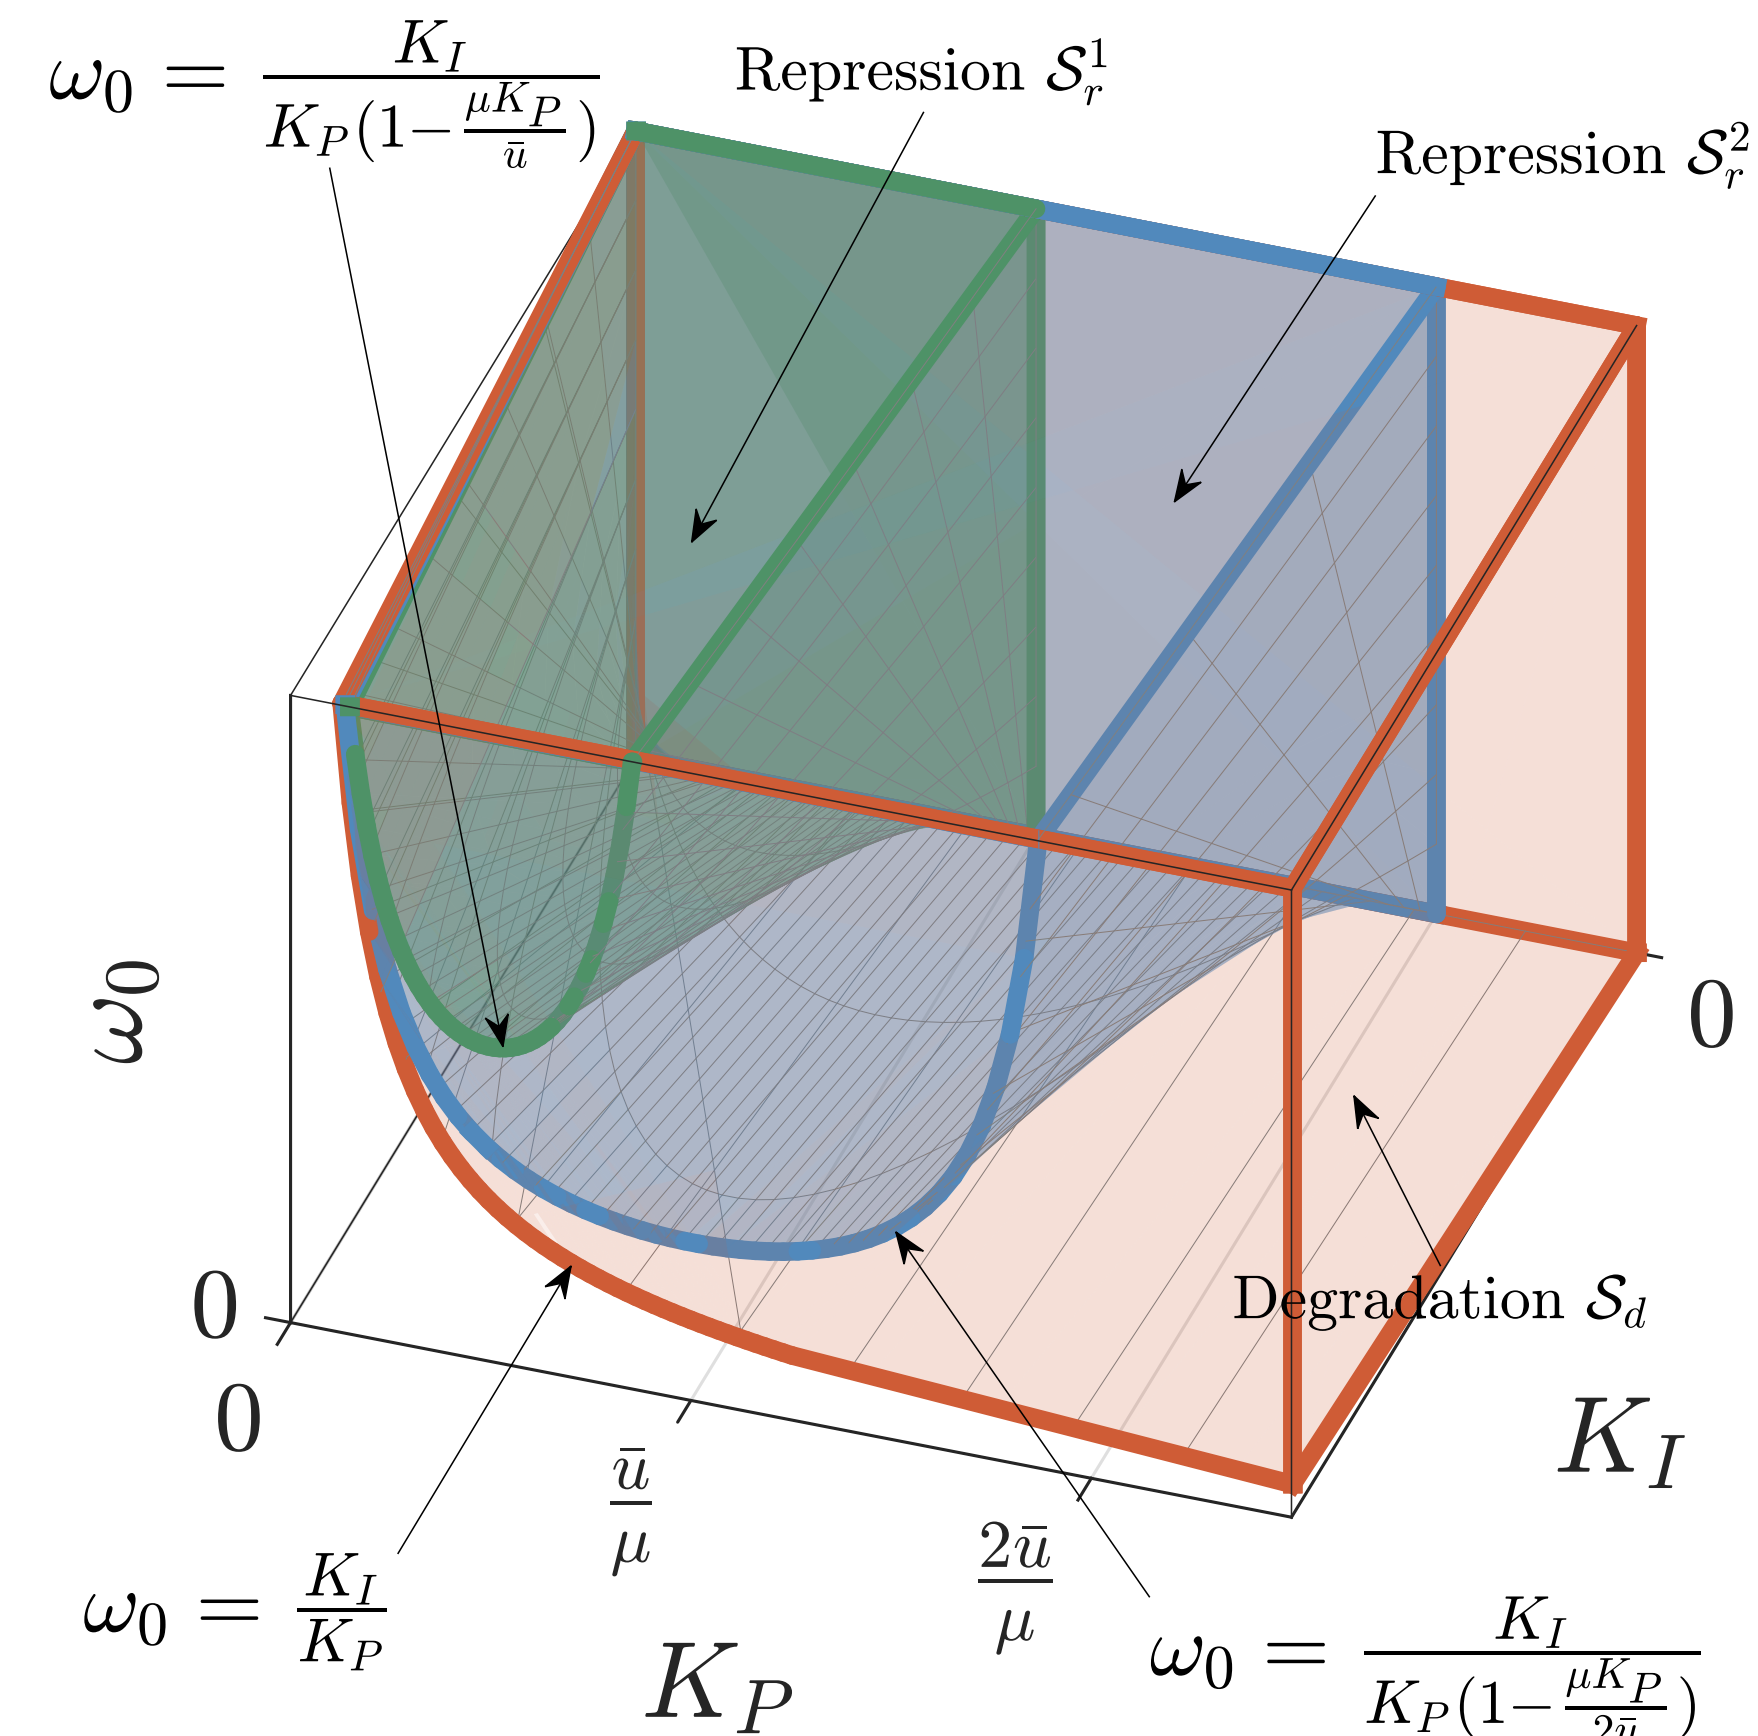 ω₀ = K_I / (K_P(1−μK_P/ū))
Repression 𝒮_r^1
Repression 𝒮_r^2
ω₀
0
0
0
Degradation 𝒮_d
K_I
ū/μ
2ū/μ
ω₀ = K_I / K_P
K_P
ω₀ = K_I / (K_P(1−μK_P/2ū))